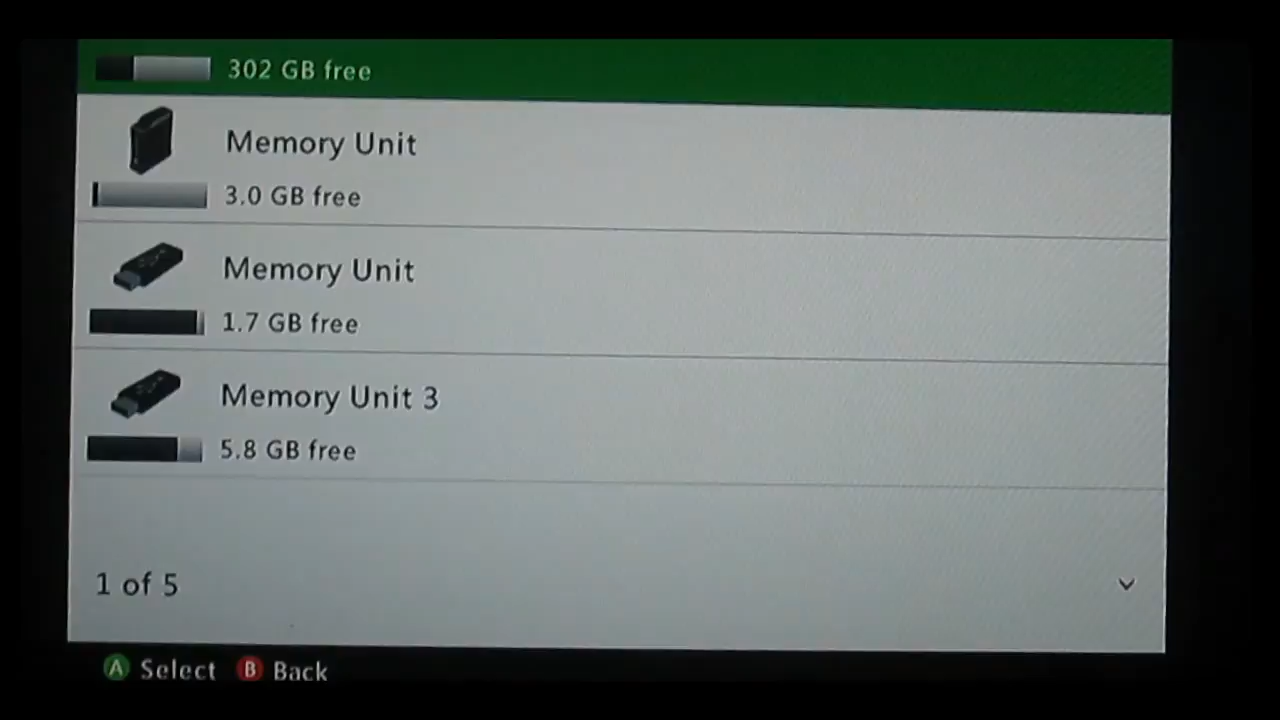 302 GB free
Memory Unit
3.0 GB free
Memory Unit
1.7 GB free
Memory Unit 3
5.8 GB free
1 of 5
A Select B Back